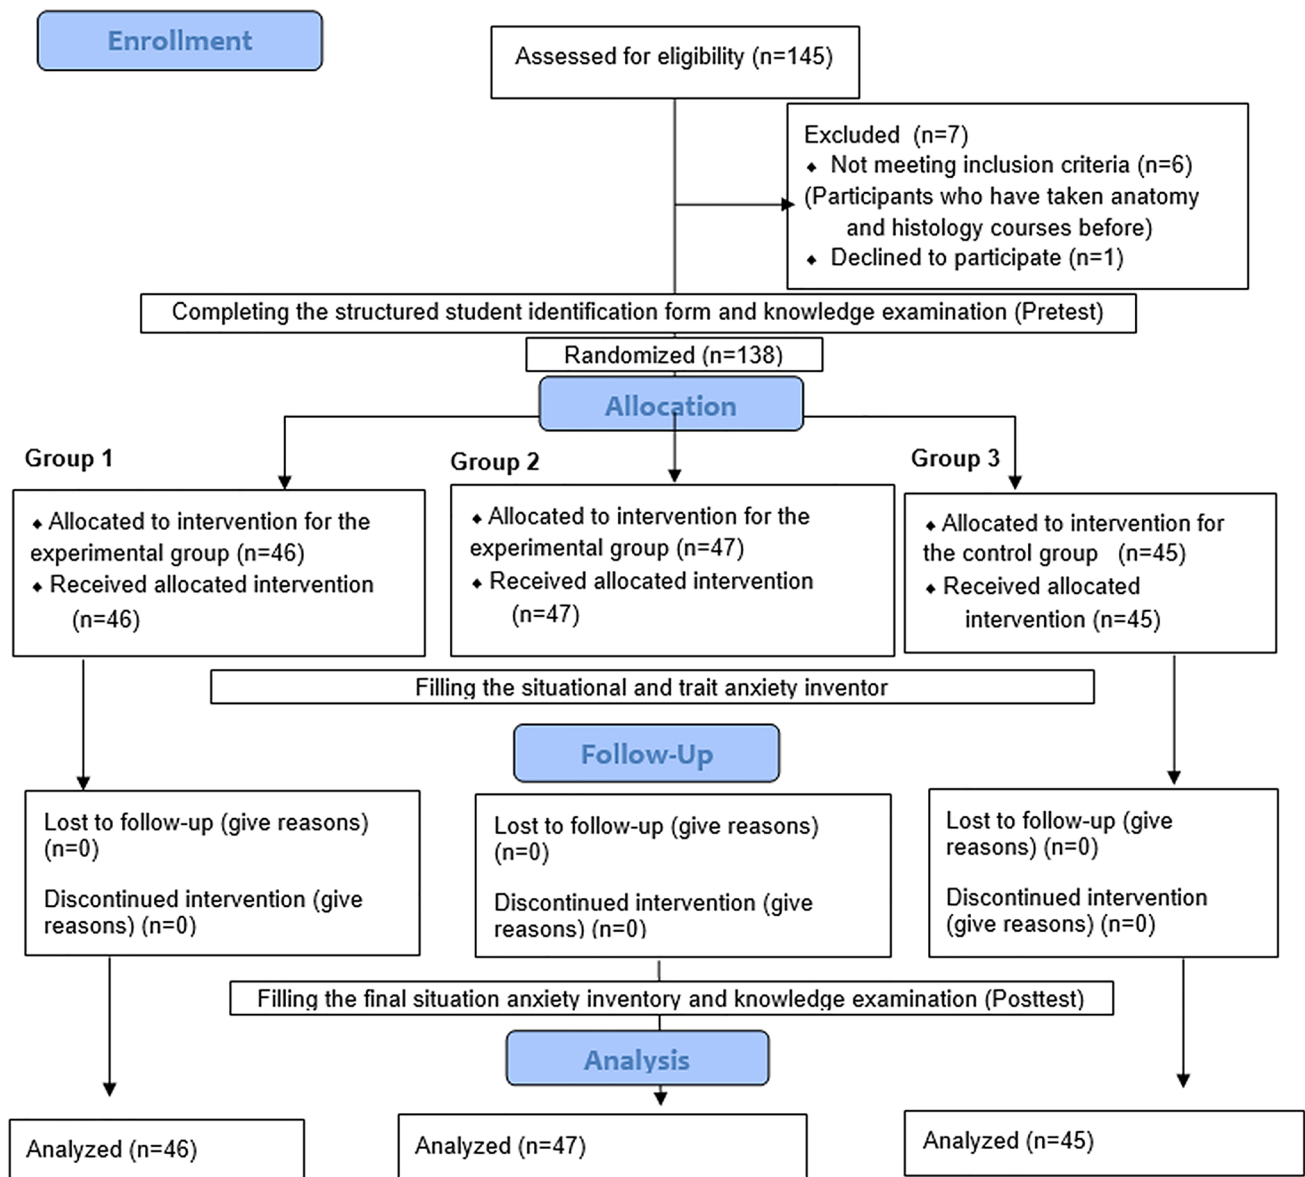 Enrollment
Assessed for eligibility (n=145)
Excluded (n=7)
⬥ Not meeting inclusion criteria (n=6)
(Participants who have taken anatomy
and histology courses before)
⬥ Declined to participate (n=1)
Completing the structured student identification form and knowledge examination (Pretest)
Randomized (n=138)
Allocation
Group 1
⬥ Allocated to intervention for the
experimental group (n=46)
⬥ Received allocated intervention
(n=46)
Group 2
⬥ Allocated to intervention for the
experimental group (n=47)
⬥ Received allocated intervention
(n=47)
Group 3
⬥ Allocated to intervention for
the control group (n=45)
⬥ Received allocated
intervention (n=45)
Filling the situational and trait anxiety inventor
Follow-Up
Lost to follow-up (give reasons)
(n=0)
Discontinued intervention (give
reasons) (n=0)
Lost to follow-up (give reasons)
(n=0)
Discontinued intervention (give
reasons) (n=0)
Lost to follow-up (give
reasons) (n=0)
Discontinued intervention
(give reasons) (n=0)
Filling the final situation anxiety inventory and knowledge examination (Posttest)
Analysis
Analyzed (n=46)
Analyzed (n=47)
Analyzed (n=45)